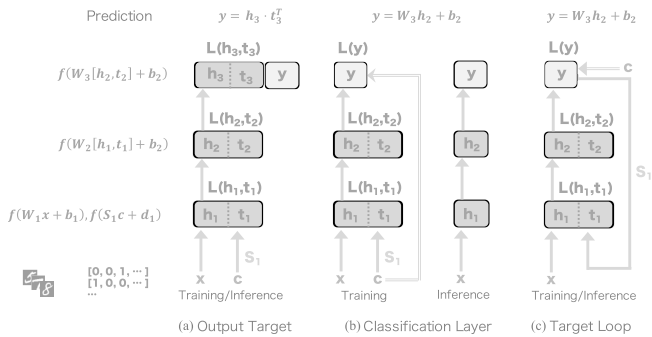 Prediction
y = h₃ · t₃ᵀ
y = W₃h₂ + b₂
y = W₃h₂ + b₂
L(h₃,t₃)
L(y)
L(y)
f(W₃[h₂, t₂] + b₂)
h₃ t₃ y
y
y
y
c
L(h₂,t₂)
L(h₂,t₂)
L(h₂,t₂)
f(W₂[h₁, t₁] + b₂)
h₂ t₂
h₂ t₂
h₂
h₂ t₂
S₁
L(h₁,t₁)
L(h₁,t₁)
L(h₁,t₁)
f(W₁x + b₁), f(S₁c + d₁)
h₁ t₁
h₁ t₁
h₁
h₁ t₁
S₁
S₁
[0, 0, 1, ⋯]
[1, 0, 0, ⋯]
...
x c
x c
x
x
Training/Inference
Training
Inference
Training/Inference
(a) Output Target
(b) Classification Layer
(c) Target Loop